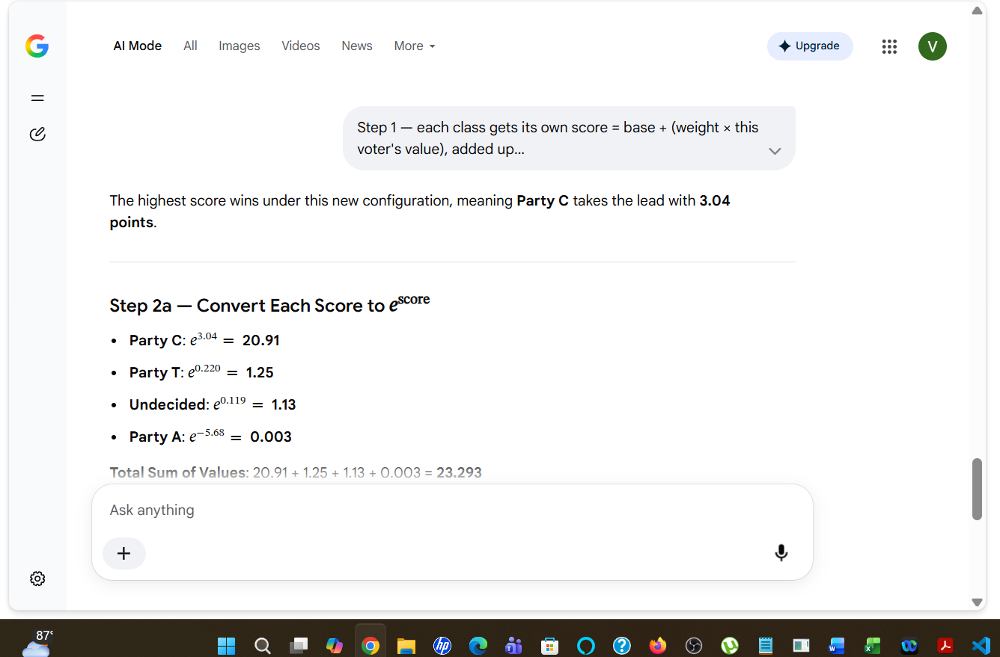 AI Mode All Images Videos News More Upgrade V
Step 1 — each class gets its own score = base + (weight × this
voter's value), added up...
The highest score wins under this new configuration, meaning Party C takes the lead with 3.04
points.
Step 2a — Convert Each Score to e^score
• Party C: e^3.04 = 20.91
• Party T: e^0.220 = 1.25
• Undecided: e^0.119 = 1.13
• Party A: e^−5.68 = 0.003
Total Sum of Values: 20.91 + 1.25 + 1.13 + 0.003 = 23.293
Ask anything
87°